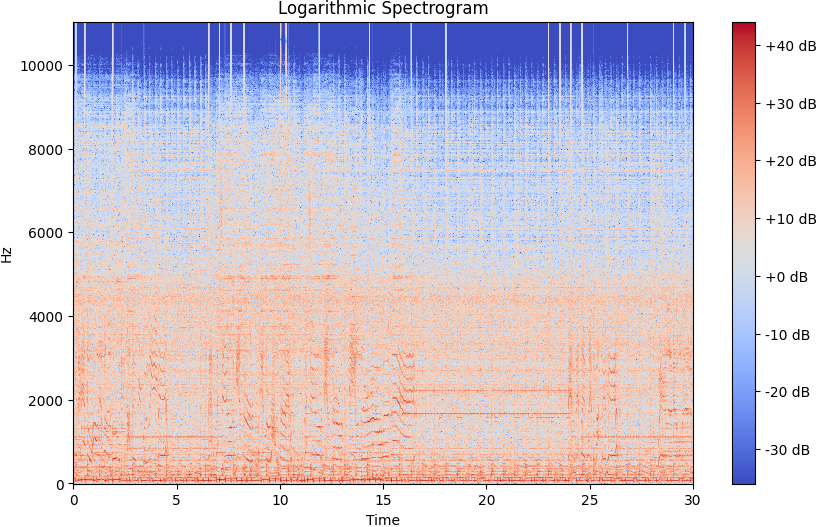 Logarithmic Spectrogram
Hz
10000
8000
6000
4000
2000
0
0 5 10 15 20 25 30
Time
+40 dB
+30 dB
+20 dB
+10 dB
+0 dB
-10 dB
-20 dB
-30 dB